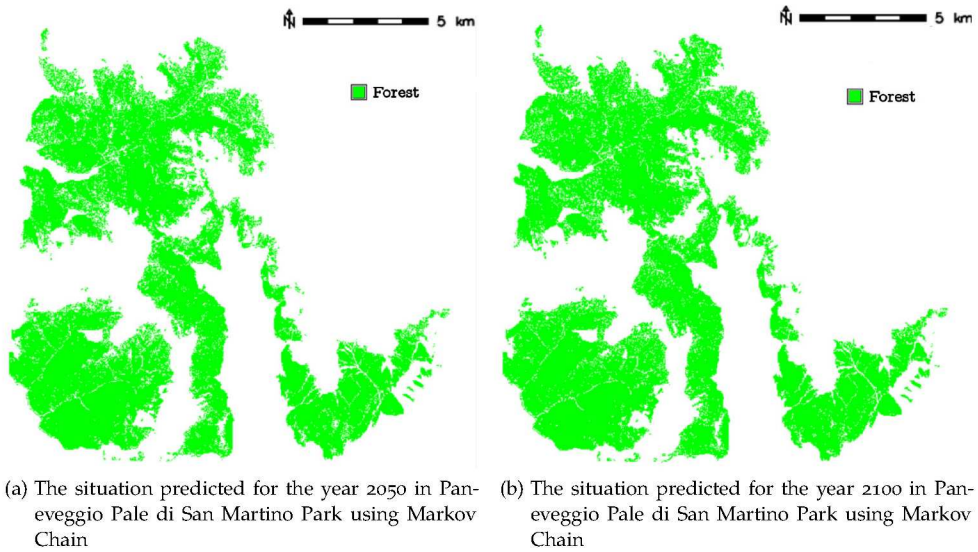 N 5 km
Forest
N 5 km
Forest
(a) The situation predicted for the year 2050 in Pan-
eveggio Pale di San Martino Park using Markov
Chain
(b) The situation predicted for the year 2100 in Pan-
eveggio Pale di San Martino Park using Markov
Chain